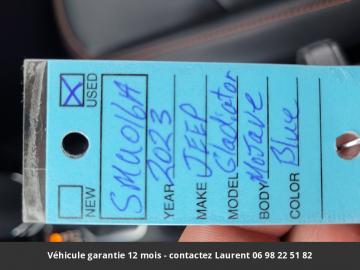 USED
NEW
SMU016A
YEAR 2023
MAKE JEEP
MODEL Gladiator
BODY Mojave
COLOR Blue
Véhicule garantie 12 mois - contactez Laurent 06 98 22 51 82